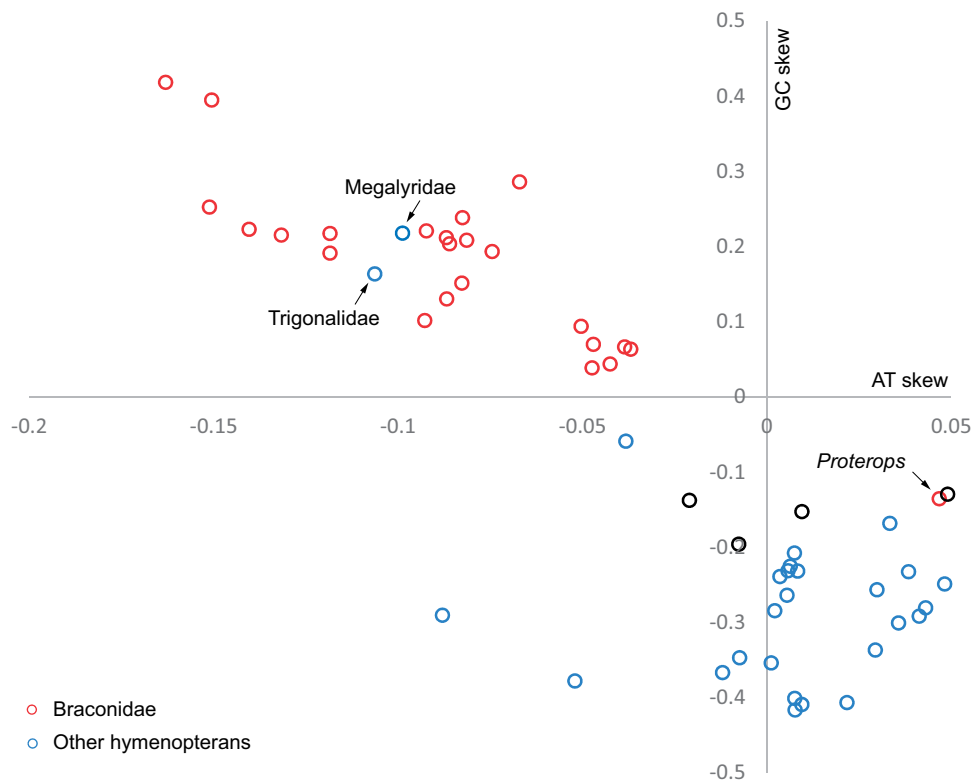 0.5
GC skew
0.4
0.3
Megalyridae
0.2
Trigonalidae
0.1
0
AT skew
-0.2
-0.15
-0.1
-0.05
0
0.05
-0.1
Proterops
-0.2
-0.3
-0.4
-0.5
Braconidae
Other hymenopterans